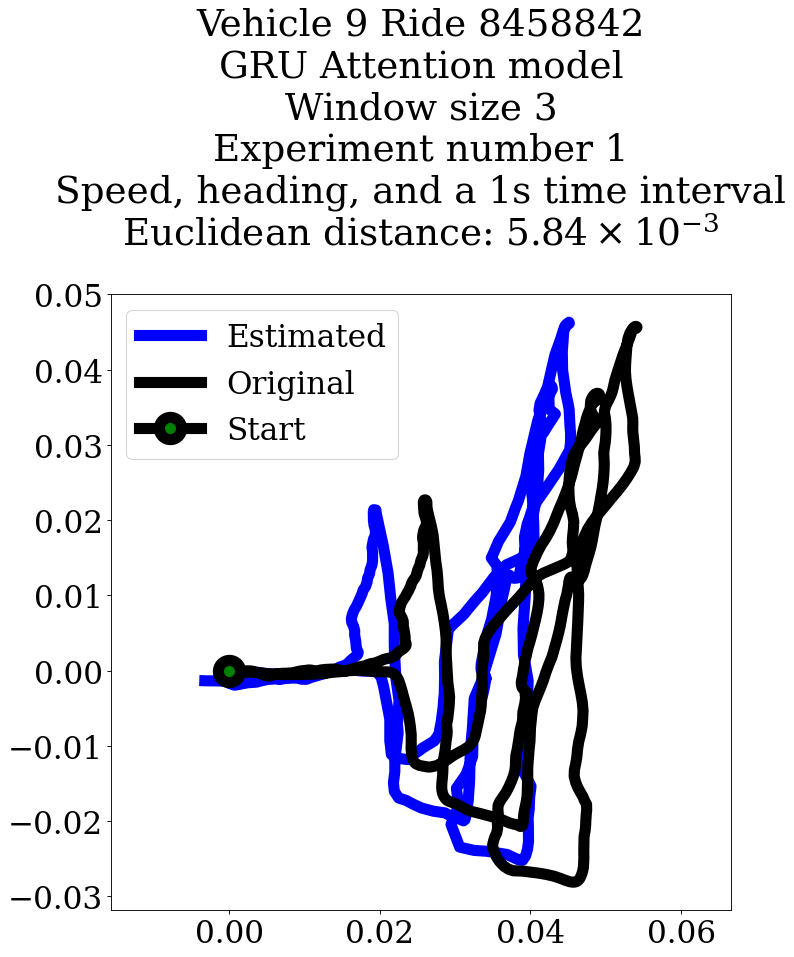 Vehicle 9 Ride 8458842
GRU Attention model
Window size 3
Experiment number 1
Speed, heading, and a 1s time interval
Euclidean distance: 5.84 × 10⁻³
0.05
0.04
0.03
0.02
0.01
0.00
−0.01
−0.02
−0.03
Estimated
Original
Start
0.00 0.02 0.04 0.06